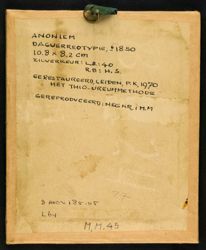 ANONIEM
DAGUERREOTYPIE, ± 1850
10.8 x 8.2 cm
ZILVERKEUR: L.B.: 40
R.B.: H.S.
GERESTAUREERD, LEIDEN, P.K. 1970
MET THIO-UREUMMETHODE
GEREPRODUCEERD, NEG.NR. : M.M
M.M. 45